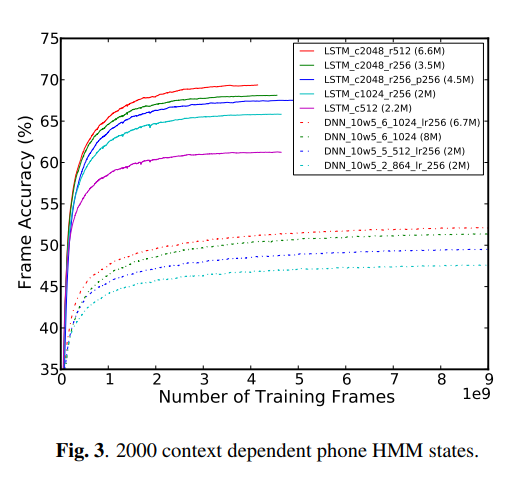 75
70
65
60
55
50
45
40
35
Frame Accuracy (%)
LSTM_c2048_r512 (6.6M)
LSTM_c2048_r256 (3.5M)
LSTM_c2048_r256_p256 (4.5M)
LSTM_c1024_r256 (2M)
LSTM_c512 (2.2M)
DNN_10w5_6_1024_lr256 (6.7M)
DNN_10w5_6_1024 (8M)
DNN_10w5_5_512_lr256 (2M)
DNN_10w5_2_864_lr_256 (2M)
0 1 2 3 4 5 6 7 8 9
1e9
Number of Training Frames
Fig. 3. 2000 context dependent phone HMM states.